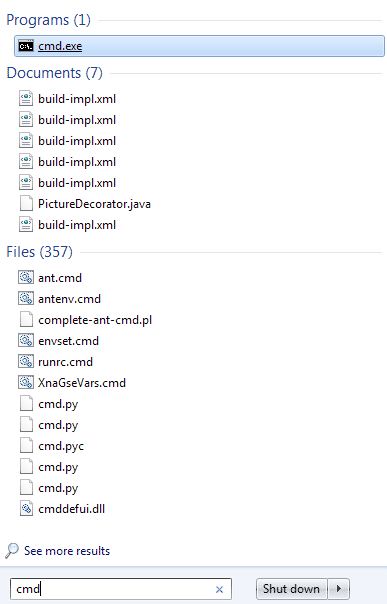 Programs (1)
cmd.exe
Documents (7)
build-impl.xml
build-impl.xml
build-impl.xml
build-impl.xml
build-impl.xml
PictureDecorator.java
build-impl.xml
Files (357)
ant.cmd
antenv.cmd
complete-ant-cmd.pl
envset.cmd
runrc.cmd
XnaGseVars.cmd
cmd.py
cmd.py
cmd.pyc
cmd.py
cmd.py
cmddefui.dll
See more results
cmd Shut down